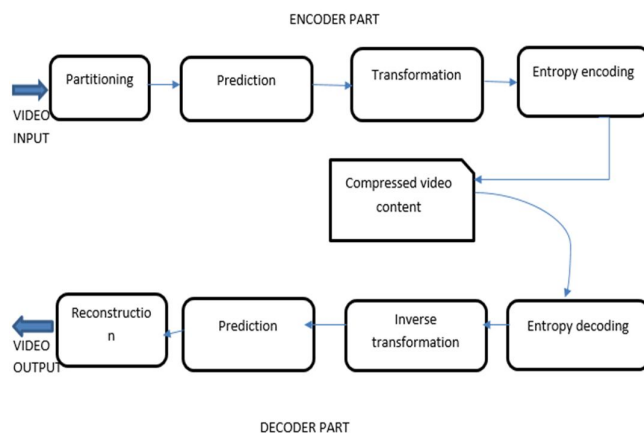 ENCODER PART
Partitioning
Prediction
Transformation
Entropy encoding
VIDEO
INPUT
Compressed video
content
Reconstructio
n
Prediction
Inverse
transformation
Entropy decoding
VIDEO
OUTPUT
DECODER PART